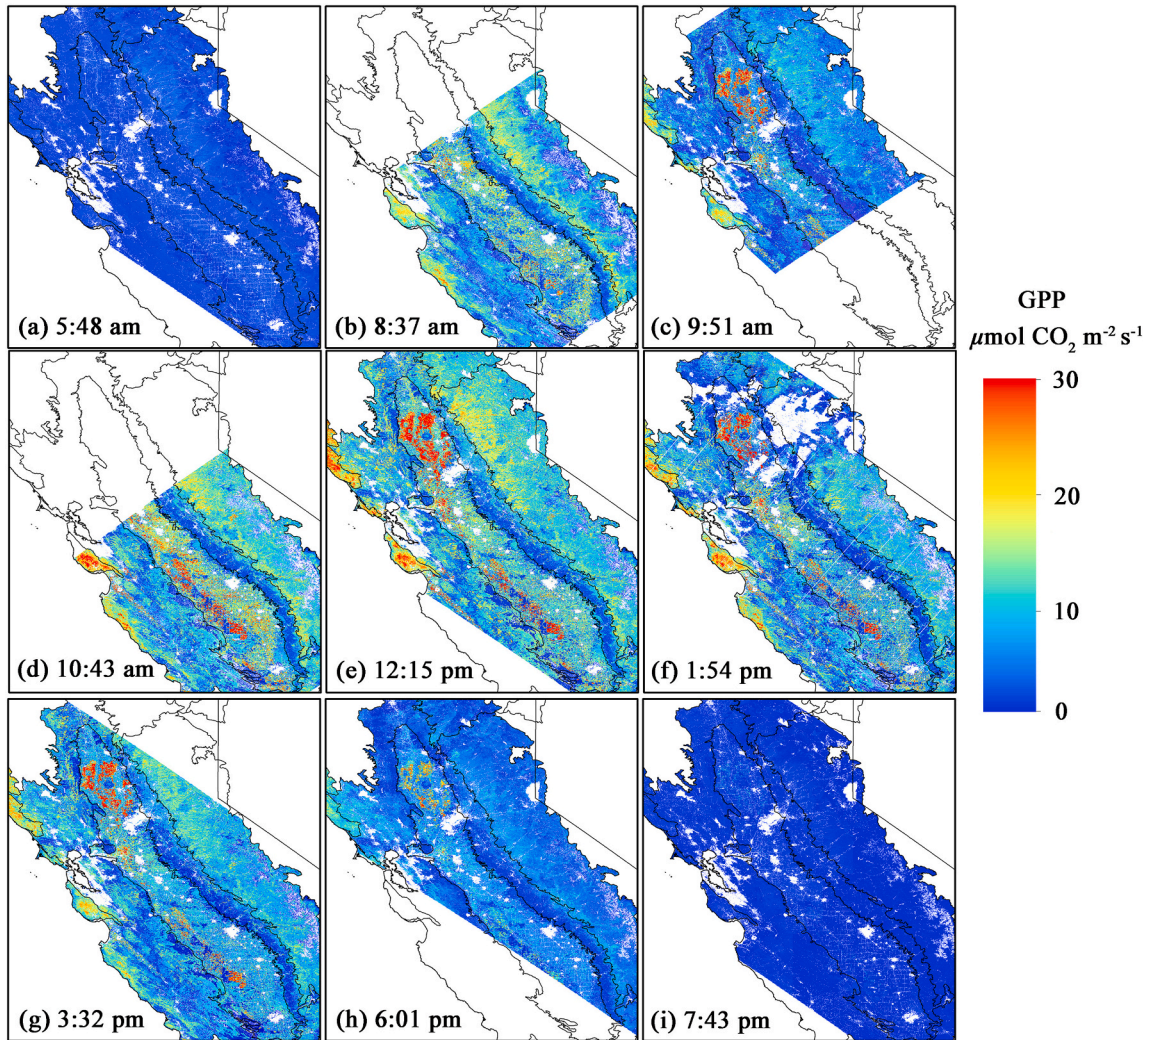 (a) 5:48 am
(b) 8:37 am
(c) 9:51 am
GPP
μmol CO₂ m⁻² s⁻¹
30
20
10
0
(d) 10:43 am
(e) 12:15 pm
(f) 1:54 pm
(g) 3:32 pm
(h) 6:01 pm
(i) 7:43 pm